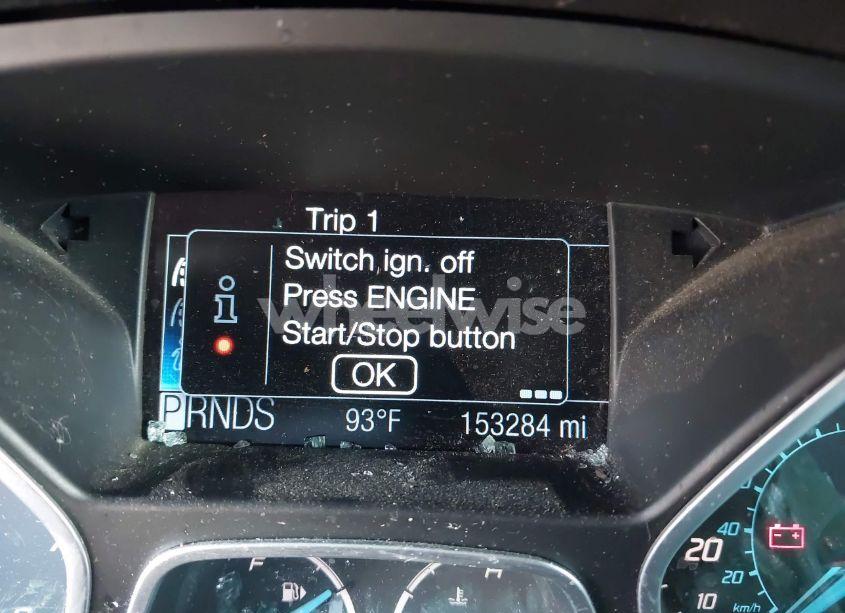 Trip 1
Switch ign. off
Press ENGINE
Start/Stop button
OK
PRNDS 93°F 153284 mi
wheelwise
F H
40
20 20
10 km/h